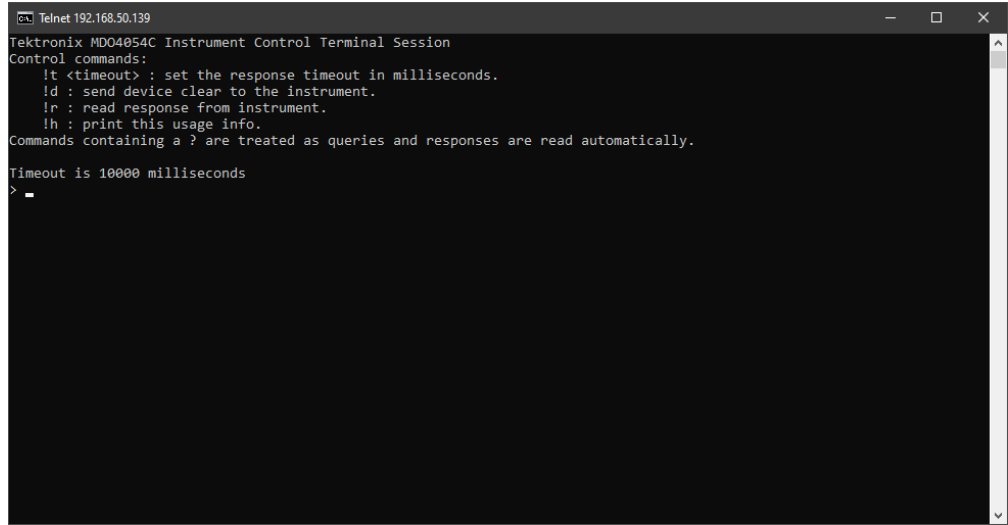 Telnet 192.168.50.139
Tektronix MDO4054C Instrument Control Terminal Session
Control commands:
!t <timeout> : set the response timeout in milliseconds.
!d : send device clear to the instrument.
!r : read response from instrument.
!h : print this usage info.
Commands containing a ? are treated as queries and responses are read automatically.
Timeout is 10000 milliseconds
>